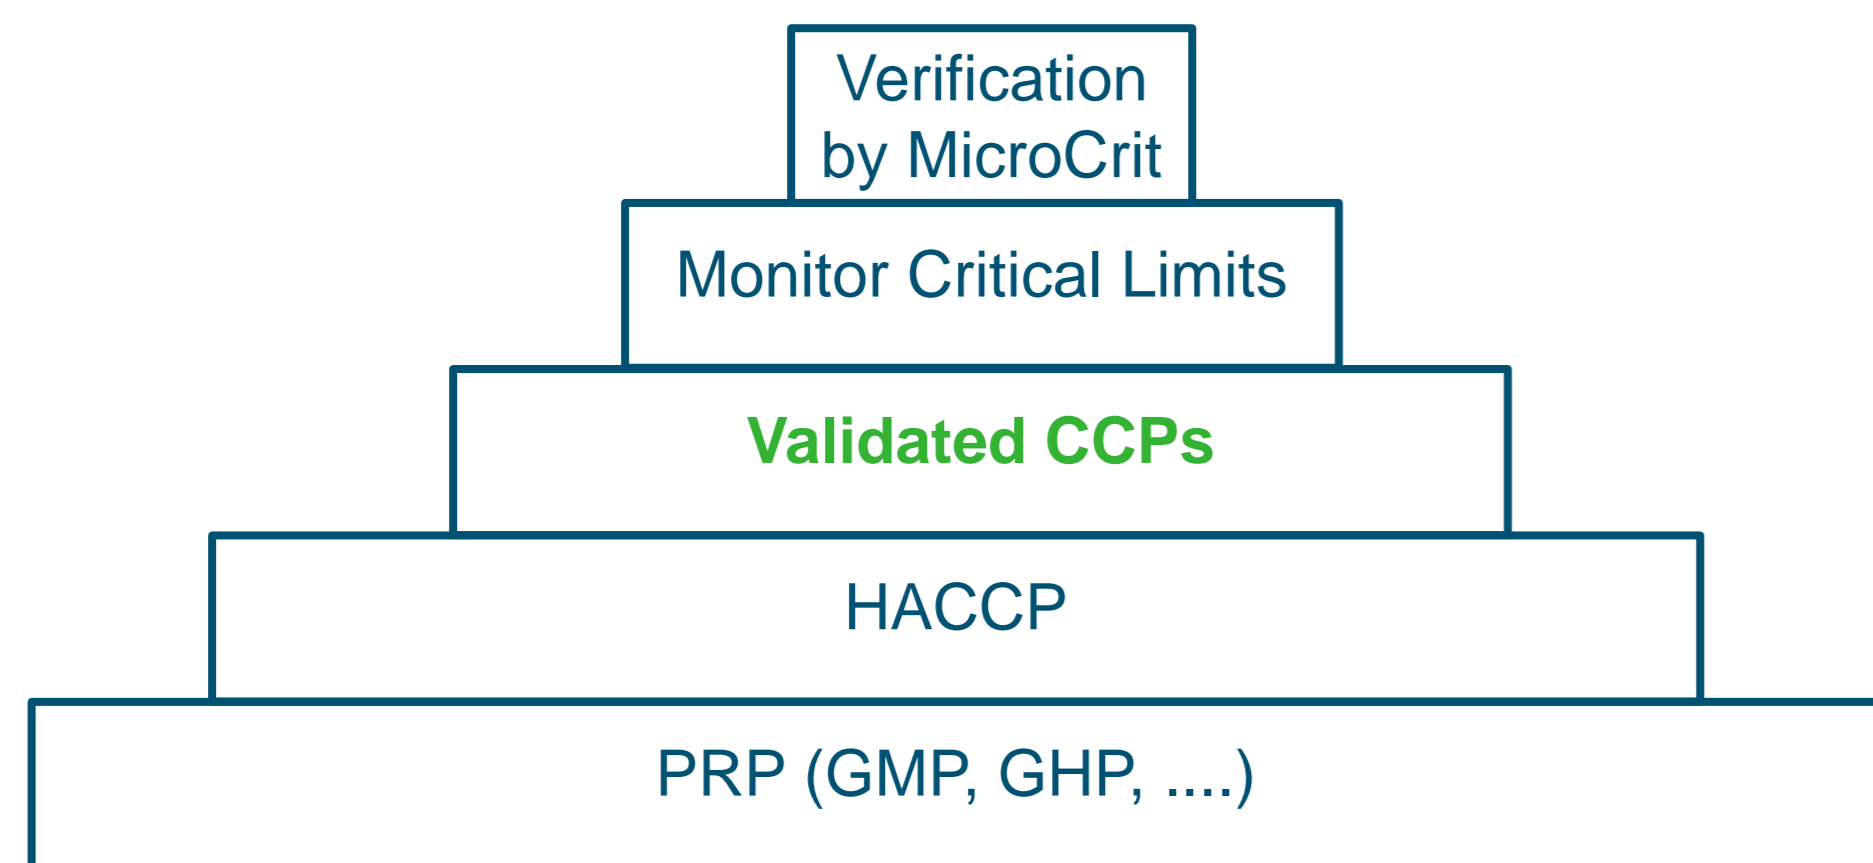 Verification
by MicroCrit
Monitor Critical Limits
Validated CCPs
HACCP
PRP (GMP, GHP, ....)